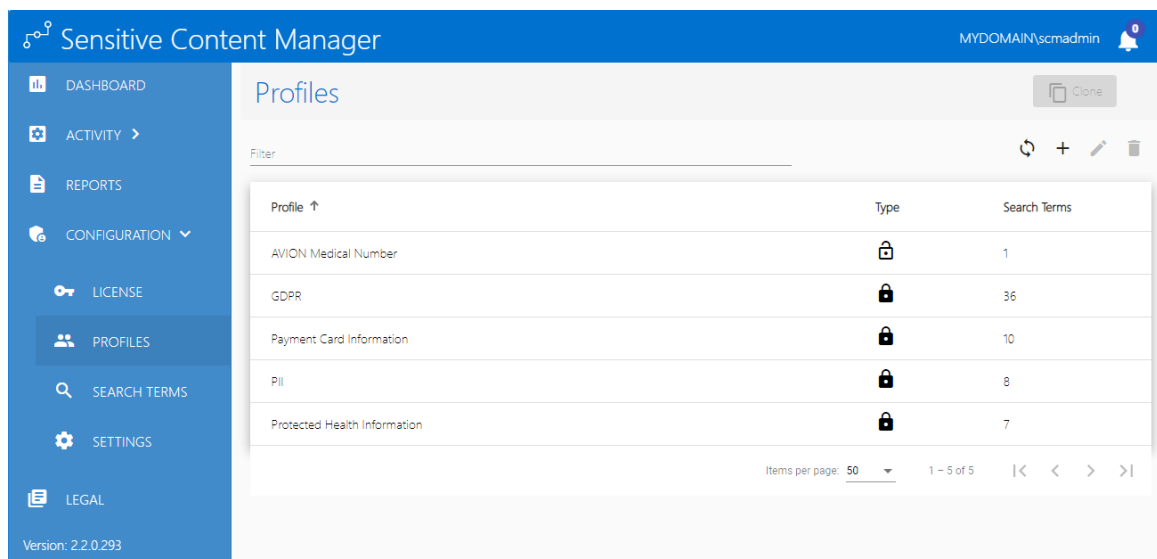 Sensitive Content Manager
MYDOMAIN\scmadmin
0
DASHBOARD
ACTIVITY
REPORTS
CONFIGURATION
LICENSE
PROFILES
SEARCH TERMS
SETTINGS
LEGAL
Version: 2.2.0.293
Profiles
Clone
Filter
Profile Type Search Terms
AVION Medical Number 1
GDPR 36
Payment Card Information 10
PII 8
Protected Health Information 7
Items per page: 50 1 – 5 of 5